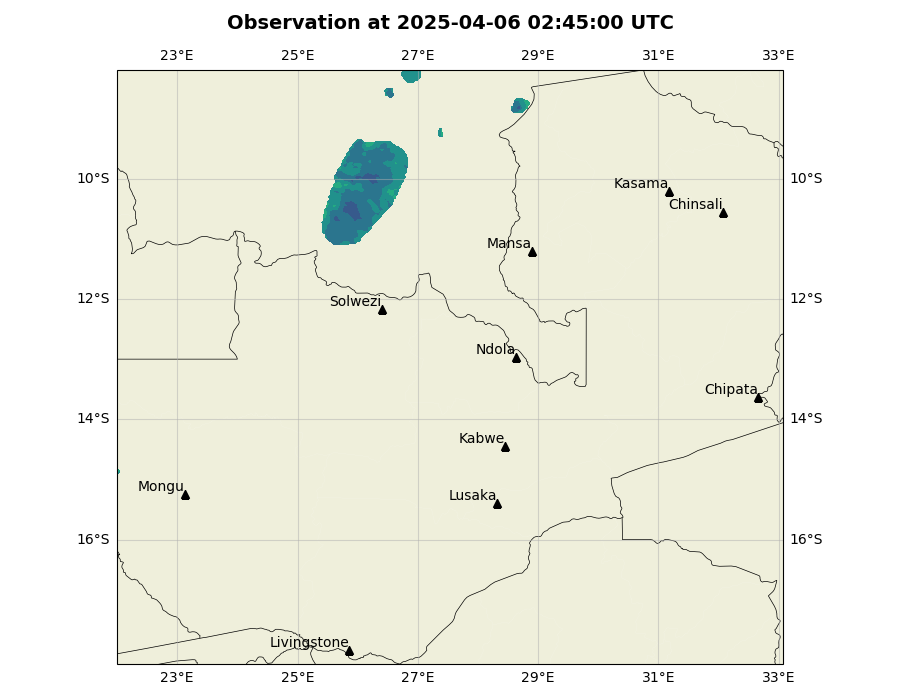 Observation at 2025-04-06 02:45:00 UTC
23°E 25°E 27°E 29°E 31°E 33°E
10°S 10°S
Kasama
Chinsali
Mansa
12°S 12°S
Solwezi
Ndola
Chipata
14°S 14°S
Kabwe
Mongu
Lusaka
16°S 16°S
Livingstone
23°E 25°E 27°E 29°E 31°E 33°E